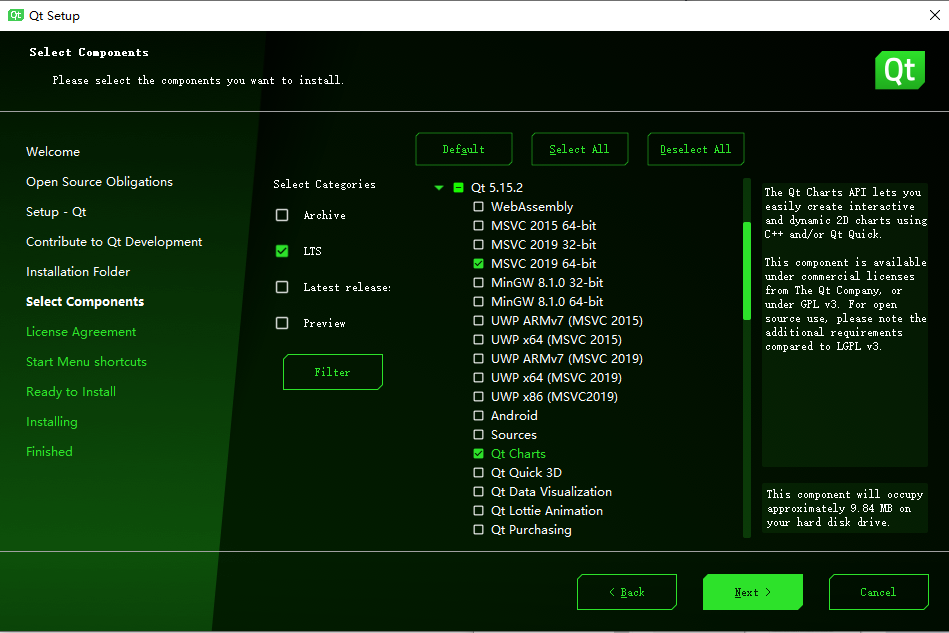 Qt Qt Setup
Select Components
Please select the components you want to install.
Qt
Welcome
Open Source Obligations
Setup - Qt
Contribute to Qt Development
Installation Folder
Select Components
License Agreement
Start Menu shortcuts
Ready to Install
Installing
Finished
Select Categories
Archive
LTS
Latest release:
Preview
Filter
Default
Select All
Deselect All
Qt 5.15.2
WebAssembly
MSVC 2015 64-bit
MSVC 2019 32-bit
MSVC 2019 64-bit
MinGW 8.1.0 32-bit
MinGW 8.1.0 64-bit
UWP ARMv7 (MSVC 2015)
UWP x64 (MSVC 2015)
UWP ARMv7 (MSVC 2019)
UWP x64 (MSVC 2019)
UWP x86 (MSVC2019)
Android
Sources
Qt Charts
Qt Quick 3D
Qt Data Visualization
Qt Lottie Animation
Qt Purchasing
The Qt Charts API lets you
easily create interactive
and dynamic 2D charts using
C++ and/or Qt Quick.
This component is available
under commercial licenses
from The Qt Company, or
under GPL v3. For open
source use, please note the
additional requirements
compared to LGPL v3.
This component will occupy
approximately 9.84 MB on
your hard disk drive.
< Back
Next >
Cancel